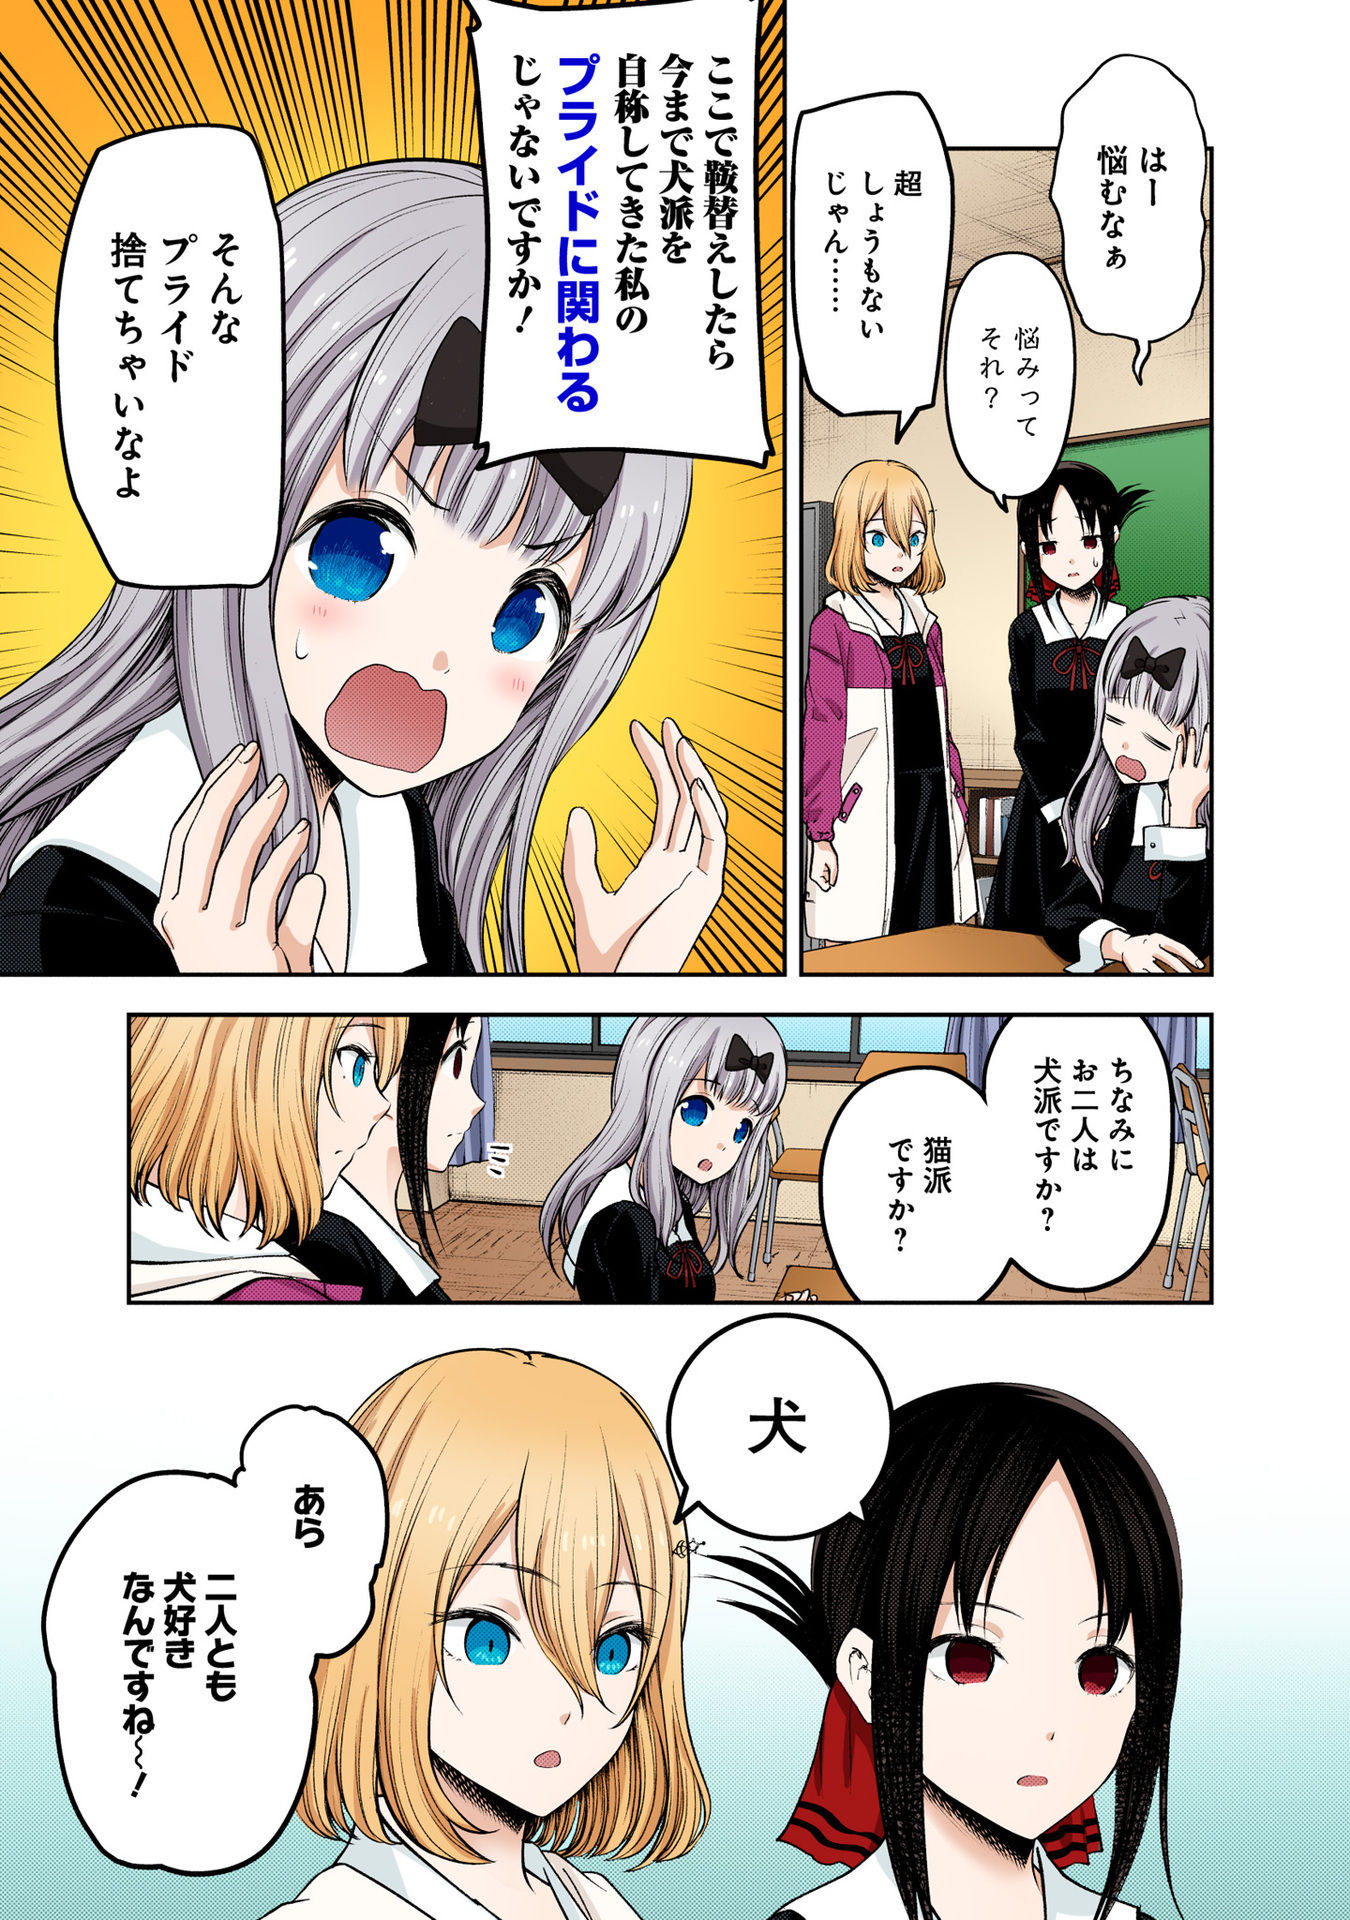 はー
悩むなぁ
悩みって
それ?
超
しょうもない
じゃん……
ここで鞍替えしたら
今まで犬派を
自称してきた私の
プライドに関わる
じゃないですか!
そんな
プライド
捨てちゃいなよ
ちなみに
お二人は
犬派ですか?
猫派
ですか?
犬
あら
二人とも
犬好き
なんですね〜!